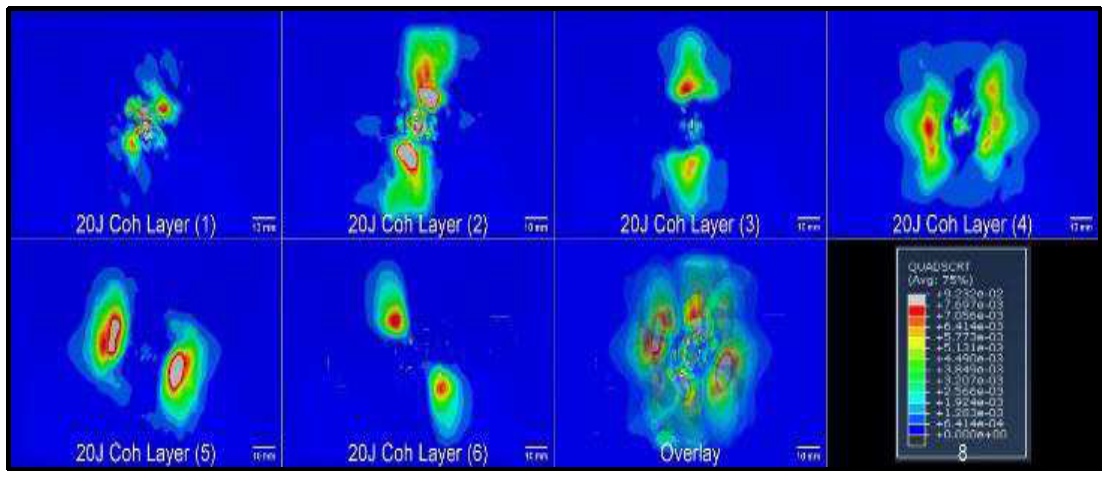 20J Coh Layer (1)
10 mm
20J Coh Layer (2)
10 mm
20J Coh Layer (3)
10 mm
20J Coh Layer (4)
10 mm
20J Coh Layer (5)
10 mm
20J Coh Layer (6)
10 mm
Overlay
10 mm
QUADSCRT
(Avg: 75%)
+9.232e-02
+7.697e-03
+7.056e-03
+6.414e-03
+5.773e-03
+5.131e-03
+4.490e-03
+3.849e-03
+3.207e-03
+2.566e-03
+1.924e-03
+1.283e-03
+6.414e-04
+0.000e+00
8